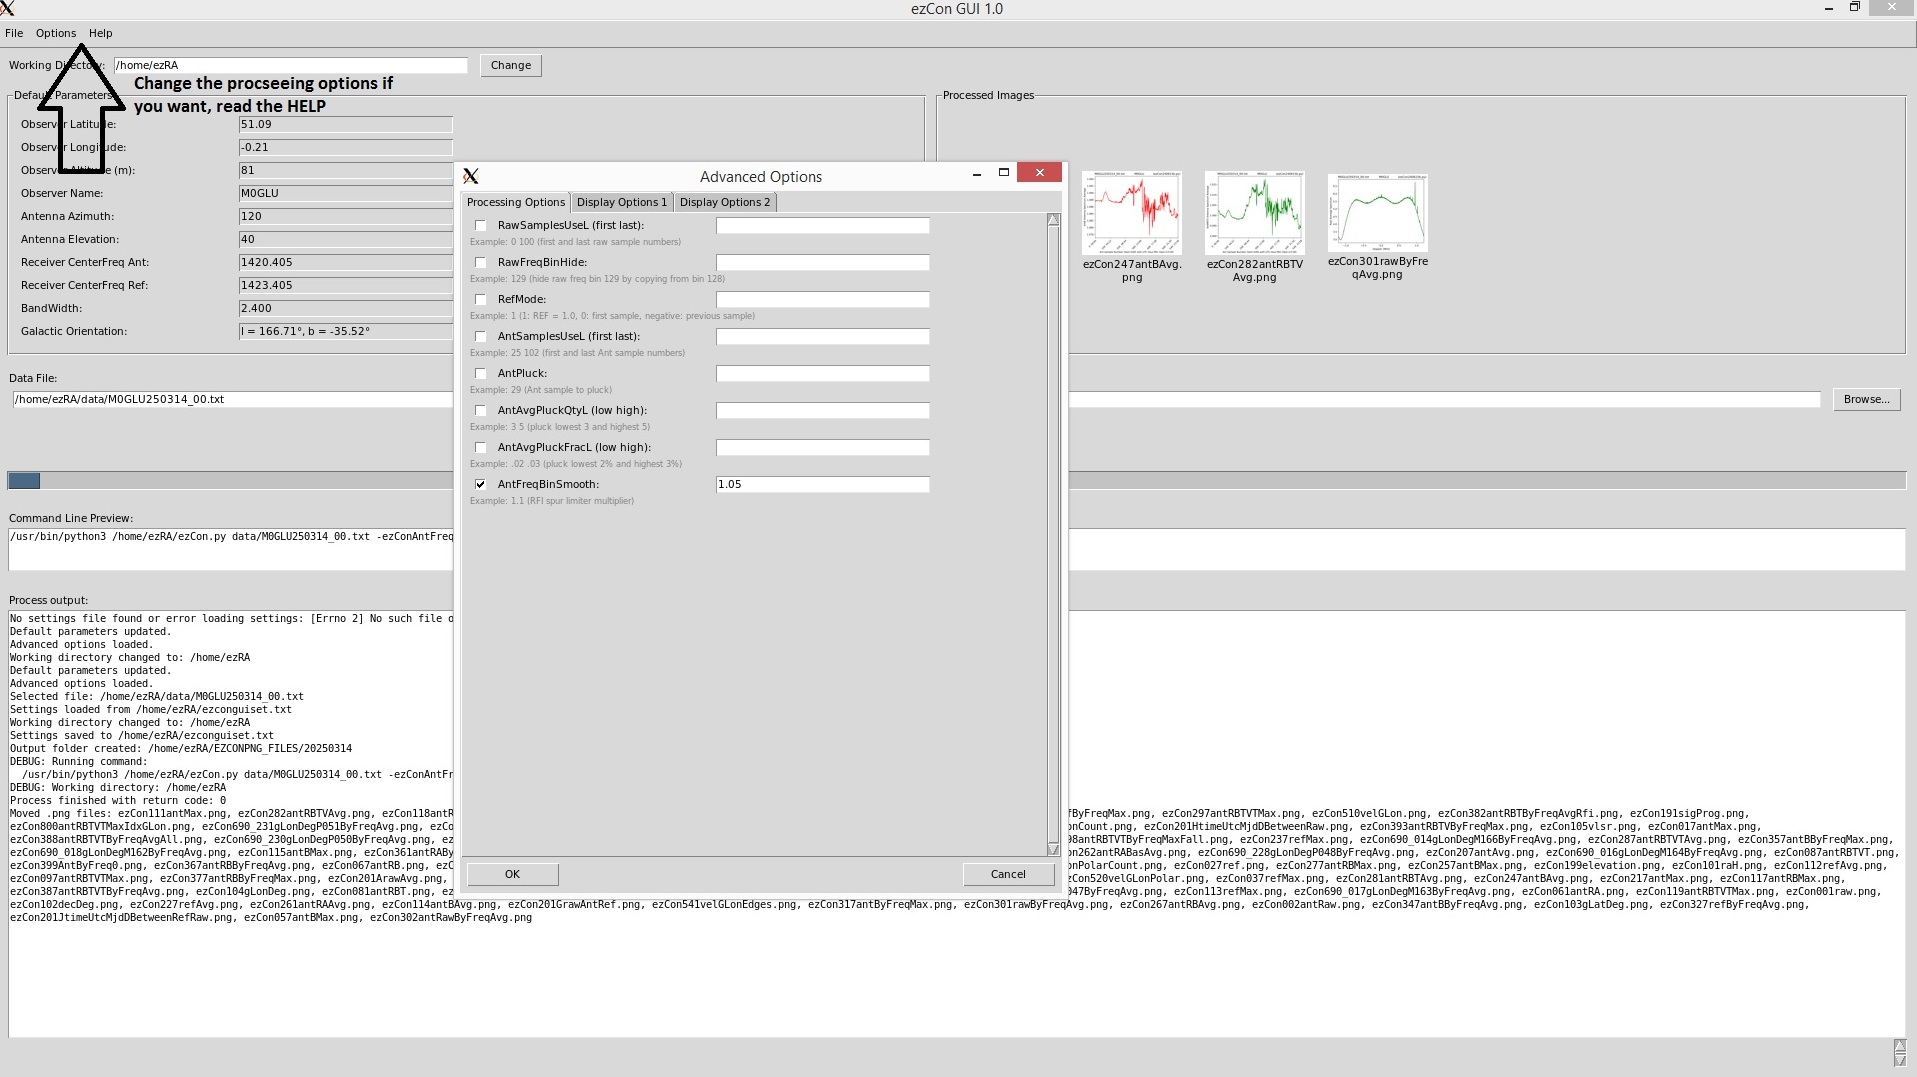 ezCon GUI 1.0
File Options Help
Working Directory: /home/ezRA Change
Change the procseeing options if
you want, read the HELP
Default Parameters
Observer Latitude: 51.09
Observer Longitude: -0.21
Observer Altitude (m): 81
Observer Name: M0GLU
Antenna Azimuth: 120
Antenna Elevation: 40
Receiver CenterFreq Ant: 1420.405
Receiver CenterFreq Ref: 1423.405
BandWidth: 2.400
Galactic Orientation: l = 166.71°, b = -35.52°
Processed Images
ezCon247antBAvg.
png
ezCon282antRBTV
Avg.png
ezCon301rawByFre
qAvg.png
Advanced Options
Processing Options Display Options 1 Display Options 2
RawSamplesUseL (first last):
Example: 0 100 (first and last raw sample numbers)
RawFreqBinHide:
Example: 129 (hide raw freq bin 129 by copying from bin 128)
RefMode:
Example: 1 (1: REF = 1.0, 0: first sample, negative: previous sample)
AntSamplesUseL (first last):
Example: 25 102 (first and last Ant sample numbers)
AntPluck:
Example: 29 (Ant sample to pluck)
AntAvgPluckQtyL (low high):
Example: 3 5 (pluck lowest 3 and highest 5)
AntAvgPluckFracL (low high):
Example: .02 .03 (pluck lowest 2% and highest 3%)
AntFreqBinSmooth: 1.05
Example: 1.1 (RFI spur limiter multiplier)
OK Cancel
Data File:
/home/ezRA/data/M0GLU250314_00.txt Browse...
Command Line Preview:
/usr/bin/python3 /home/ezRA/ezCon.py data/M0GLU250314_00.txt -ezConAntFreq
Process output:
No settings file found or error loading settings: [Errno 2] No such file o
Default parameters updated.
Advanced options loaded.
Working directory changed to: /home/ezRA
Default parameters updated.
Advanced options loaded.
Selected file: /home/ezRA/data/M0GLU250314_00.txt
Settings loaded from /home/ezRA/ezconguiset.txt
Working directory changed to: /home/ezRA
Settings saved to /home/ezRA/ezconguiset.txt
Output folder created: /home/ezRA/EZCONPNG_FILES/20250314
DEBUG: Running command:
/usr/bin/python3 /home/ezRA/ezCon.py data/M0GLU250314_00.txt -ezConAntFr
DEBUG: Working directory: /home/ezRA
Process finished with return code: 0
Moved .png files: ezCon111antMax.png, ezCon282antRBTVAvg.png, ezCon118antR fByFreqMax.png, ezCon297antRBTVTMax.png, ezCon510velGLon.png, ezCon382antRBTByFreqAvgRfi.png, ezCon191sigProg.png,
ezCon800antRBTVTMaxIdxGLon.png, ezCon690_231gLonDegP051ByFreqAvg.png, ezCo nCount.png, ezCon201HtimeUtcMjdDBetweenRaw.png, ezCon393antRBTVByFreqMax.png, ezCon105vlsr.png, ezCon017antMax.png,
ezCon388antRBTVTByFreqAvgAll.png, ezCon690_230gLonDegP050ByFreqAvg.png, ez 98antRBTVTByFreqMaxFall.png, ezCon237refMax.png, ezCon690_014gLonDegM166ByFreqAvg.png, ezCon287antRBTVTAvg.png, ezCon357antBByFreqMax.png,
ezCon690_018gLonDegM162ByFreqAvg.png, ezCon115antBMax.png, ezCon361antRABy on262antRABasAvg.png, ezCon690_228gLonDegP048ByFreqAvg.png, ezCon207antAvg.png, ezCon690_016gLonDegM164ByFreqAvg.png, ezCon087antRBTVT.png,
ezCon399AntByFreq0.png, ezCon367antRBByFreqAvg.png, ezCon067antRB.png, ezC nPolarCount.png, ezCon027ref.png, ezCon277antRBMax.png, ezCon257antBMax.png, ezCon199elevation.png, ezCon101raH.png, ezCon112refAvg.png,
ezCon097antRBTVTMax.png, ezCon377antRBByFreqMax.png, ezCon201ArawAvg.png, zCon520velGLonPolar.png, ezCon037refMax.png, ezCon281antRBTAvg.png, ezCon247antBAvg.png, ezCon217antMax.png, ezCon117antRBMax.png,
ezCon387antRBTVTByFreqAvg.png, ezCon104gLonDeg.png, ezCon081antRBT.png, ez 047ByFreqAvg.png, ezCon113refMax.png, ezCon690_017gLonDegM163ByFreqAvg.png, ezCon061antRA.png, ezCon119antRBTVTMax.png, ezCon001raw.png,
ezCon102decDeg.png, ezCon227refAvg.png, ezCon261antRAAvg.png, ezCon114antBAvg.png, ezCon201GrawAntRef.png, ezCon541velGLonEdges.png, ezCon317antByFreqMax.png, ezCon301rawByFreqAvg.png, ezCon267antRBAvg.png, ezCon002antRaw.png, ezCon347antBByFreqAvg.png, ezCon103gLatDeg.png, ezCon327refByFreqAvg.png,
ezCon201JtimeUtcMjdDBetweenRefRaw.png, ezCon057antBMax.png, ezCon302antRawByFreqAvg.png